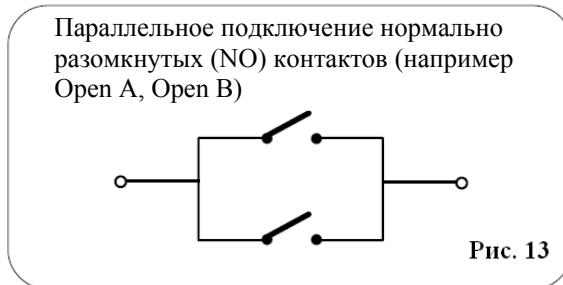 Параллельное подключение нормально
разомкнутых (NO) контактов (например
Open A, Open B)
Рис. 13